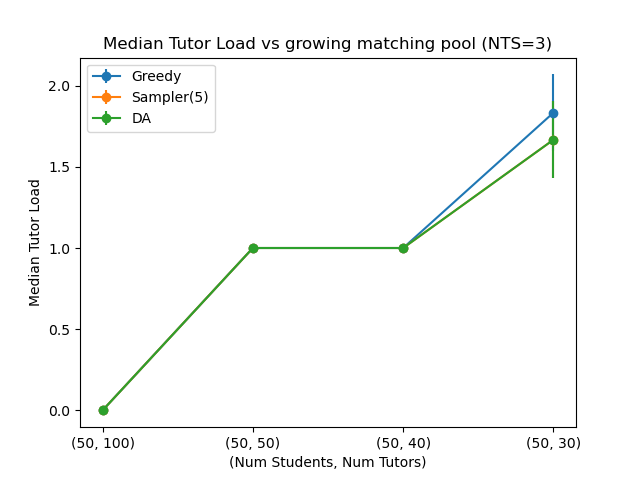 Median Tutor Load vs growing matching pool (NTS=3)
Greedy
Sampler(5)
DA
2.0
1.5
1.0
0.5
0.0
Median Tutor Load
(50, 100)
(50, 50)
(50, 40)
(50, 30)
(Num Students, Num Tutors)